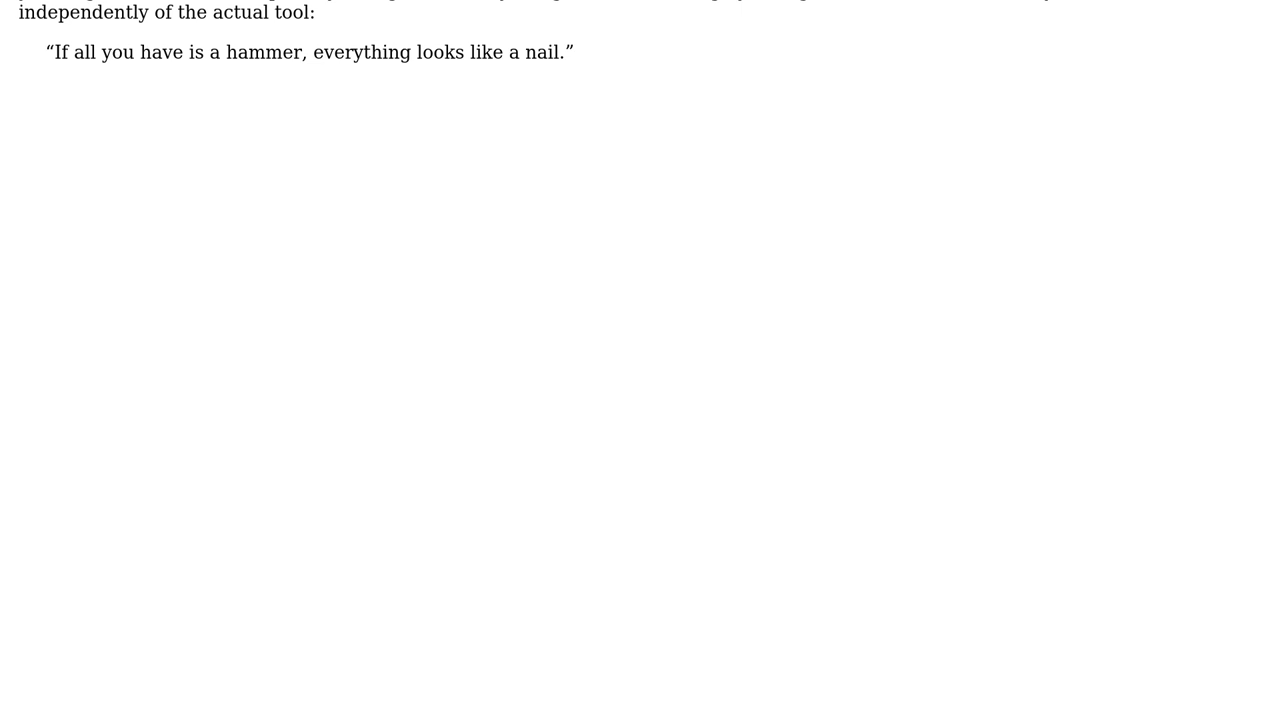 independently of the actual tool:
“If all you have is a hammer, everything looks like a nail.”